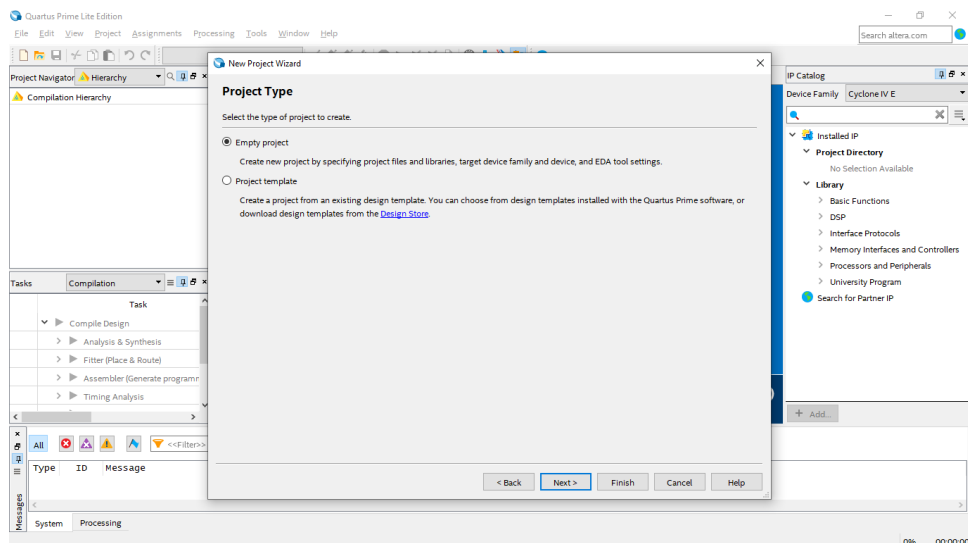 Quartus Prime Lite Edition
File Edit View Project Assignments Processing Tools Window Help
Search altera.com
Project Navigator Hierarchy
Compilation Hierarchy
New Project Wizard
Project Type
Select the type of project to create.
Empty project
Create new project by specifying project files and libraries, target device family and device, and EDA tool settings.
Project template
Create a project from an existing design template. You can choose from design templates installed with the Quartus Prime software, or
download design templates from the Design Store.
< Back Next > Finish Cancel Help
IP Catalog
Device Family Cyclone IV E
Installed IP
Project Directory
No Selection Available
Library
Basic Functions
DSP
Interface Protocols
Memory Interfaces and Controllers
Processors and Peripherals
University Program
Search for Partner IP
+ Add...
Tasks Compilation
Task
Compile Design
Analysis & Synthesis
Fitter (Place & Route)
Assembler (Generate programr
Timing Analysis
All <<Filter>>
Type ID Message
Messages
System Processing
0% 00:00:00